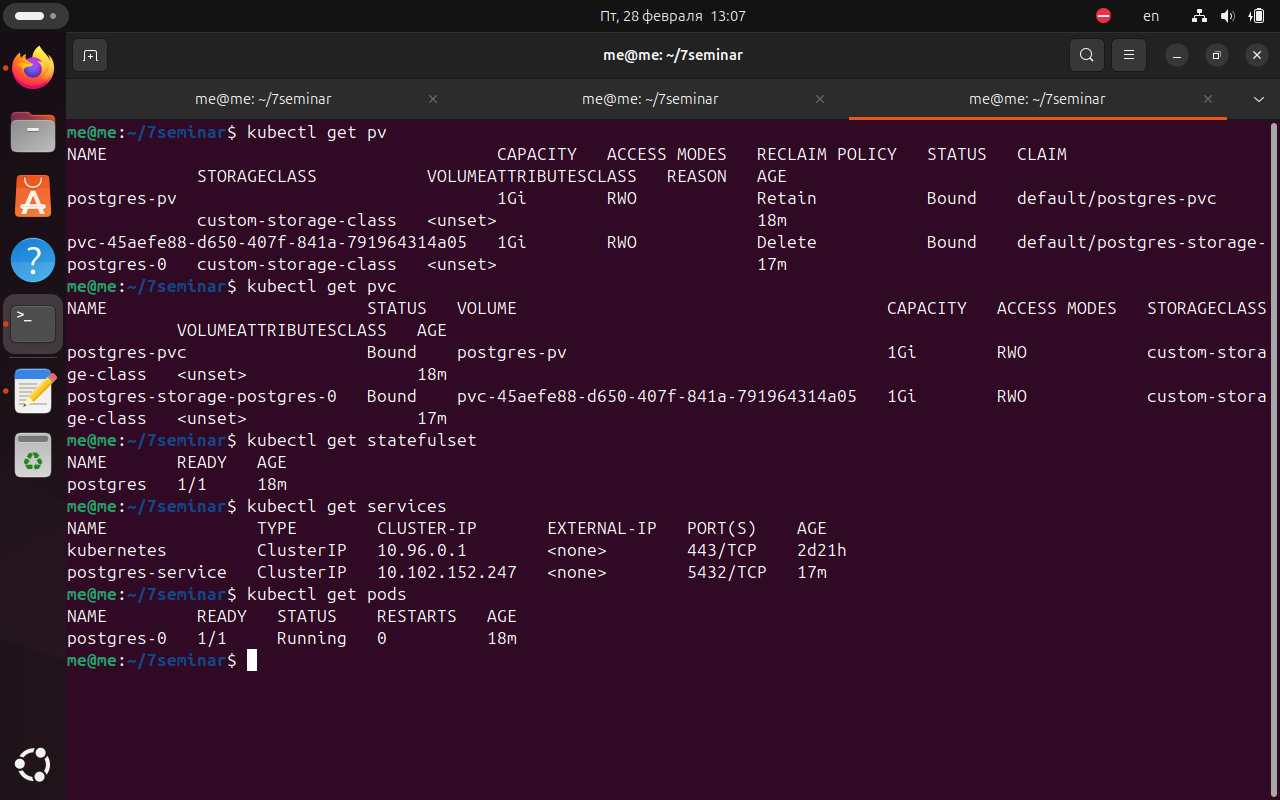 Пт, 28 февраля 13:07
en
me@me: ~/7seminar
me@me: ~/7seminar
me@me: ~/7seminar
me@me: ~/7seminar
me@me:~/7seminar$ kubectl get pv
NAME                                       CAPACITY   ACCESS MODES   RECLAIM POLICY   STATUS   CLAIM
             STORAGECLASS           VOLUMEATTRIBUTESCLASS   REASON   AGE
postgres-pv                                1Gi        RWO            Retain           Bound    default/postgres-pvc
             custom-storage-class   <unset>                          18m
pvc-45aefe88-d650-407f-841a-791964314a05   1Gi        RWO            Delete           Bound    default/postgres-storage-
postgres-0   custom-storage-class   <unset>                          17m
me@me:~/7seminar$ kubectl get pvc
NAME                          STATUS   VOLUME                                     CAPACITY   ACCESS MODES   STORAGECLASS
           VOLUMEATTRIBUTESCLASS   AGE
postgres-pvc                  Bound    postgres-pv                                1Gi        RWO            custom-stora
ge-class   <unset>                 18m
postgres-storage-postgres-0   Bound    pvc-45aefe88-d650-407f-841a-791964314a05   1Gi        RWO            custom-stora
ge-class   <unset>                 17m
me@me:~/7seminar$ kubectl get statefulset
NAME       READY   AGE
postgres   1/1     18m
me@me:~/7seminar$ kubectl get services
NAME               TYPE        CLUSTER-IP       EXTERNAL-IP   PORT(S)    AGE
kubernetes         ClusterIP   10.96.0.1        <none>        443/TCP    2d21h
postgres-service   ClusterIP   10.102.152.247   <none>        5432/TCP   17m
me@me:~/7seminar$ kubectl get pods
NAME         READY   STATUS    RESTARTS   AGE
postgres-0   1/1     Running   0          18m
me@me:~/7seminar$